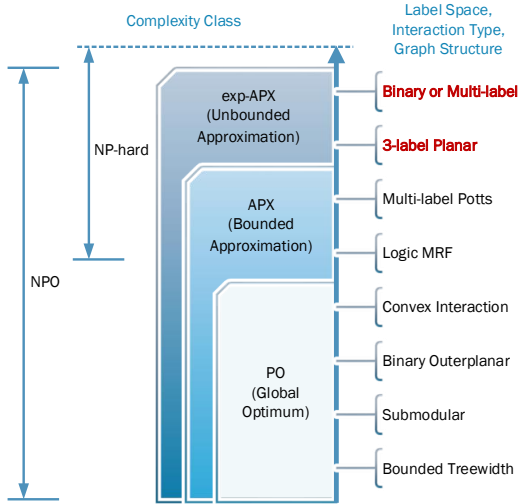 Complexity Class
Label Space,
Interaction Type,
Graph Structure
exp-APX
(Unbounded
Approximation)
Binary or Multi-label
NP-hard
3-label Planar
APX
(Bounded
Approximation)
Multi-label Potts
Logic MRF
NPO
Convex Interaction
PO
(Global
Optimum)
Binary Outerplanar
Submodular
Bounded Treewidth